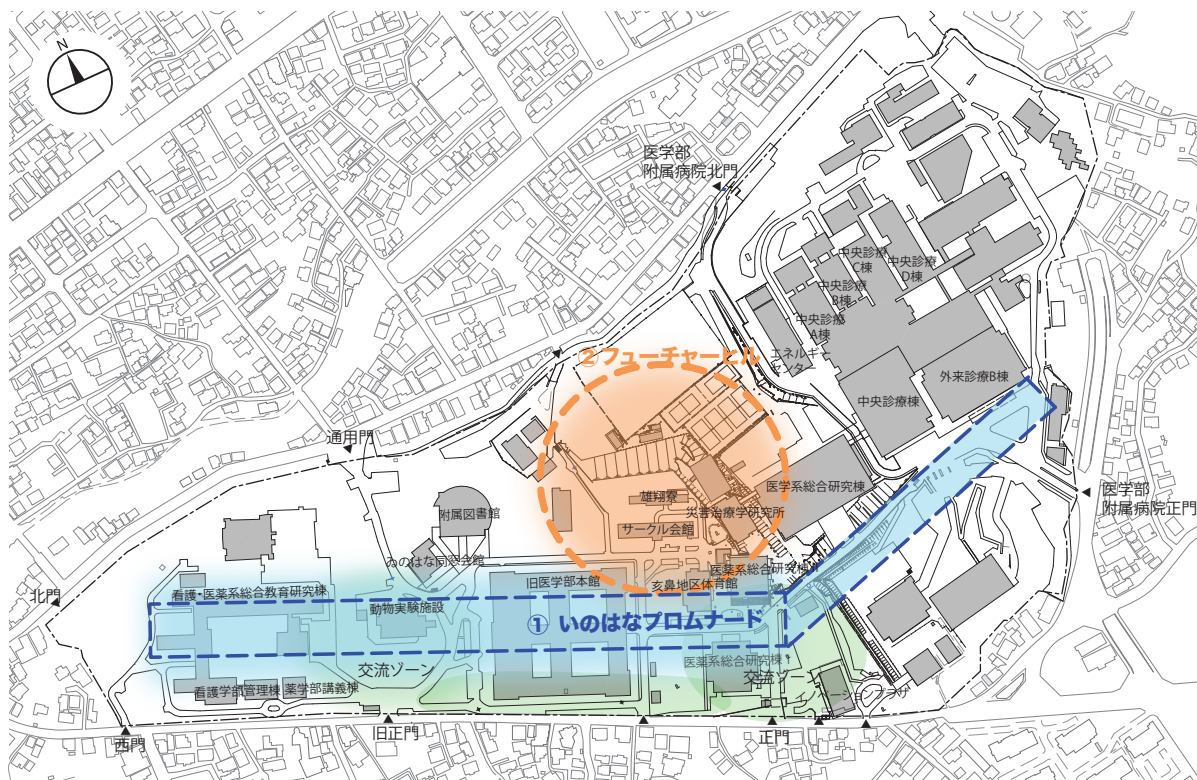 N
医学部
附属病院北門
中央診療
C棟
中央診療
D棟
中央診療
B棟
中央診療
A棟
②フューチャーヒル
エネルギー
センター
外来診療B棟
中央診療棟
通用門
医学系総合研究棟
医学部
附属病院正門
雄翔寮
附属図書館
災害治療学研究所
サークル会館
ゐのはな同窓会館
医薬系総合研究棟II
旧医学部本館
玄鼻地区体育館
北門
看護・医薬系総合教育研究棟
動物実験施設
① いのはなプロムナード
医薬系総合研究棟I
交流ゾーン
交流ゾーン
看護学部管理棟
薬学部講義棟
イノベーションプラザ
西門
旧正門
正門